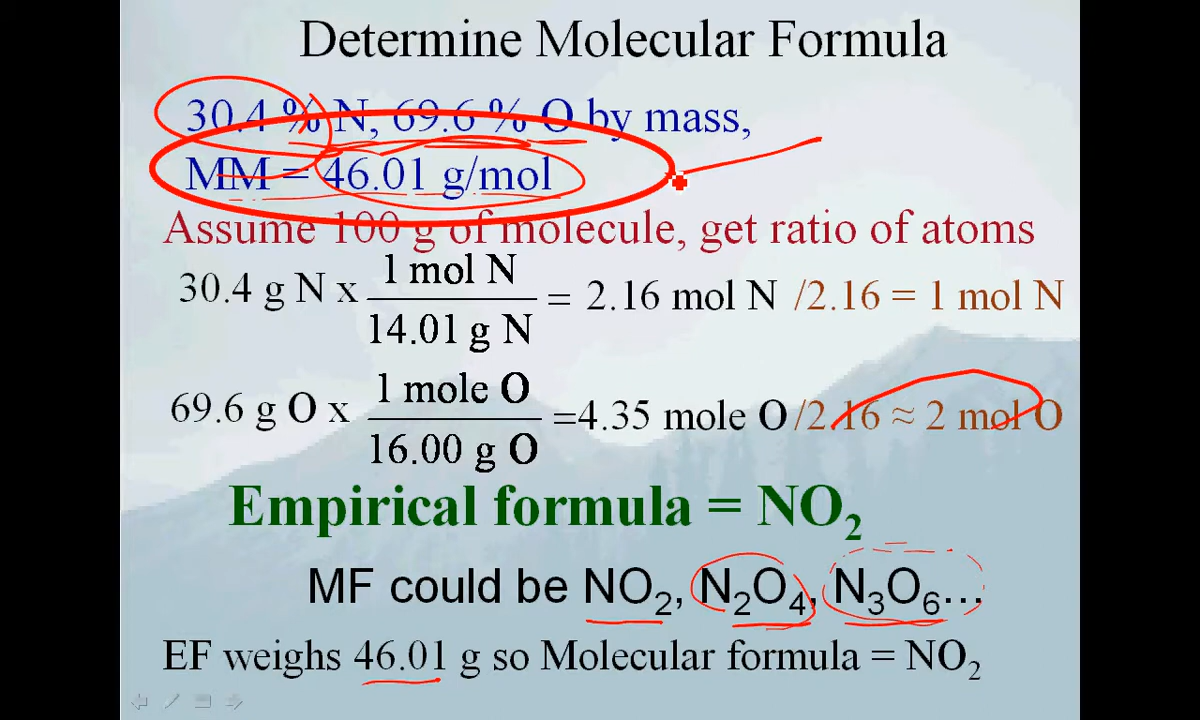 Determine Molecular Formula
30.4 % N, 69.6 % O by mass,
MM = 46.01 g/mol
Assume 100 g of molecule, get ratio of atoms
30.4 g N x 1 mol N / 14.01 g N = 2.16 mol N /2.16 = 1 mol N
69.6 g O x 1 mole O / 16.00 g O =4.35 mole O /2.16 ≈ 2 mol O
Empirical formula = NO₂
MF could be NO₂, N₂O₄, N₃O₆...
EF weighs 46.01 g so Molecular formula = NO₂